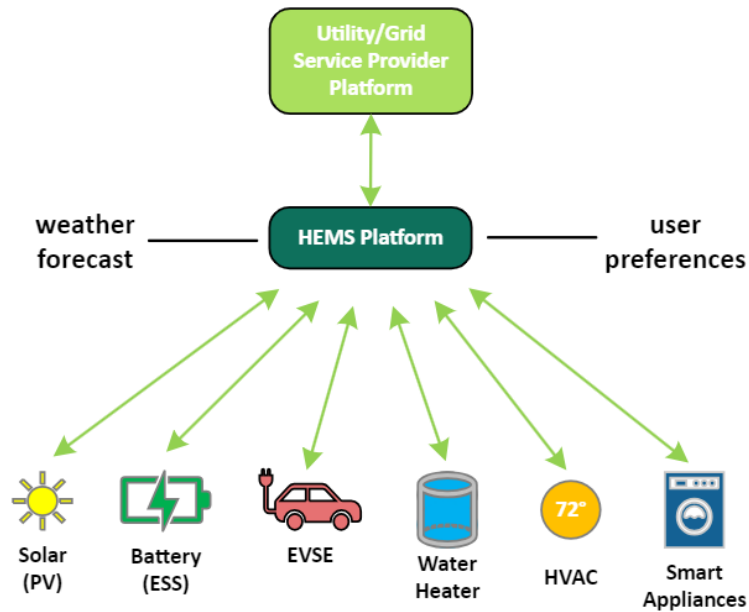 Utility/Grid
Service Provider
Platform
weather
forecast
HEMS Platform
user
preferences
Solar
(PV)
Battery
(ESS)
EVSE
Water
Heater
72°
HVAC
Smart
Appliances